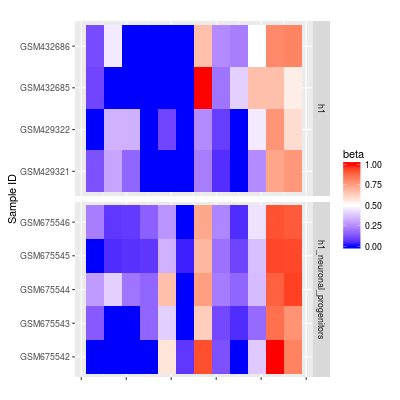 Sample ID
GSM432686
GSM432685
GSM429322
GSM429321
h1
GSM675546
GSM675545
GSM675544
GSM675543
GSM675542
h1_neuronal_progenitors
beta
1.00
0.75
0.50
0.25
0.00